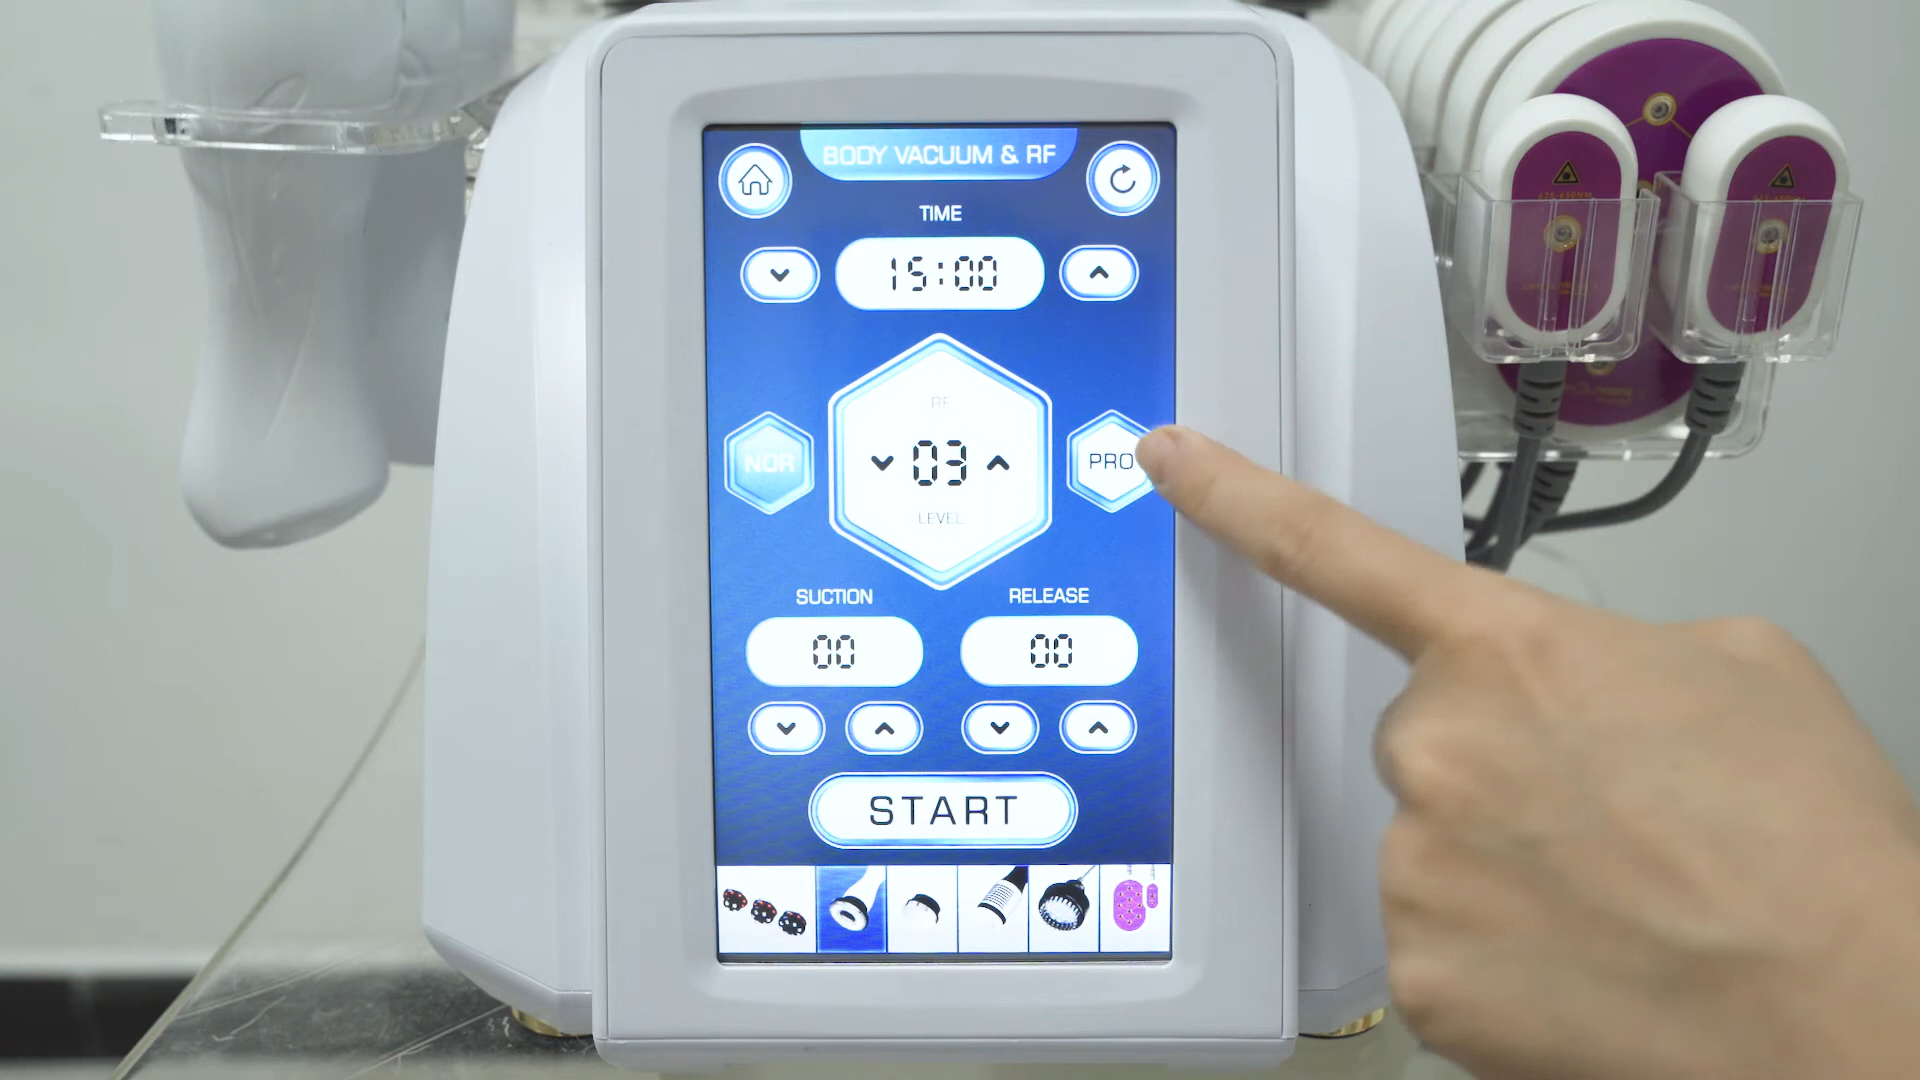 BODY VACUUM & RF
TIME
15:00
RF
NOR
03
PRO
LEVEL
SUCTION
RELEASE
00
00
START